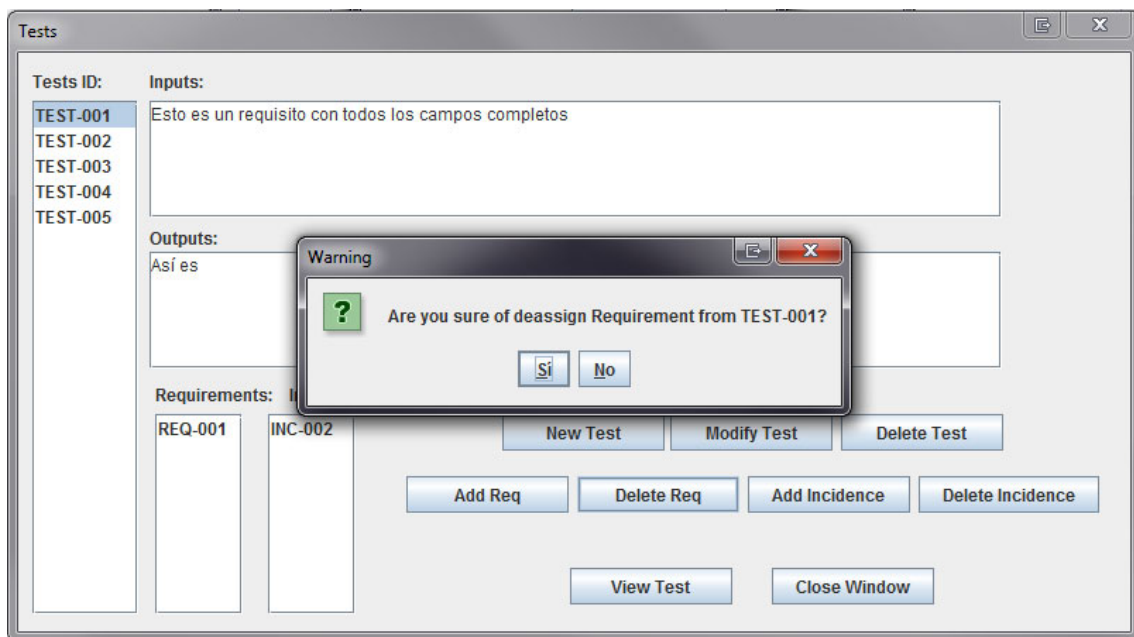 Tests
Tests ID:
Inputs:
TEST-001
TEST-002
TEST-003
TEST-004
TEST-005
Esto es un requisito con todos los campos completos
Outputs:
Así es
Warning
Are you sure of deassign Requirement from TEST-001?
Sí
No
Requirements:
REQ-001
INC-002
New Test
Modify Test
Delete Test
Add Req
Delete Req
Add Incidence
Delete Incidence
View Test
Close Window